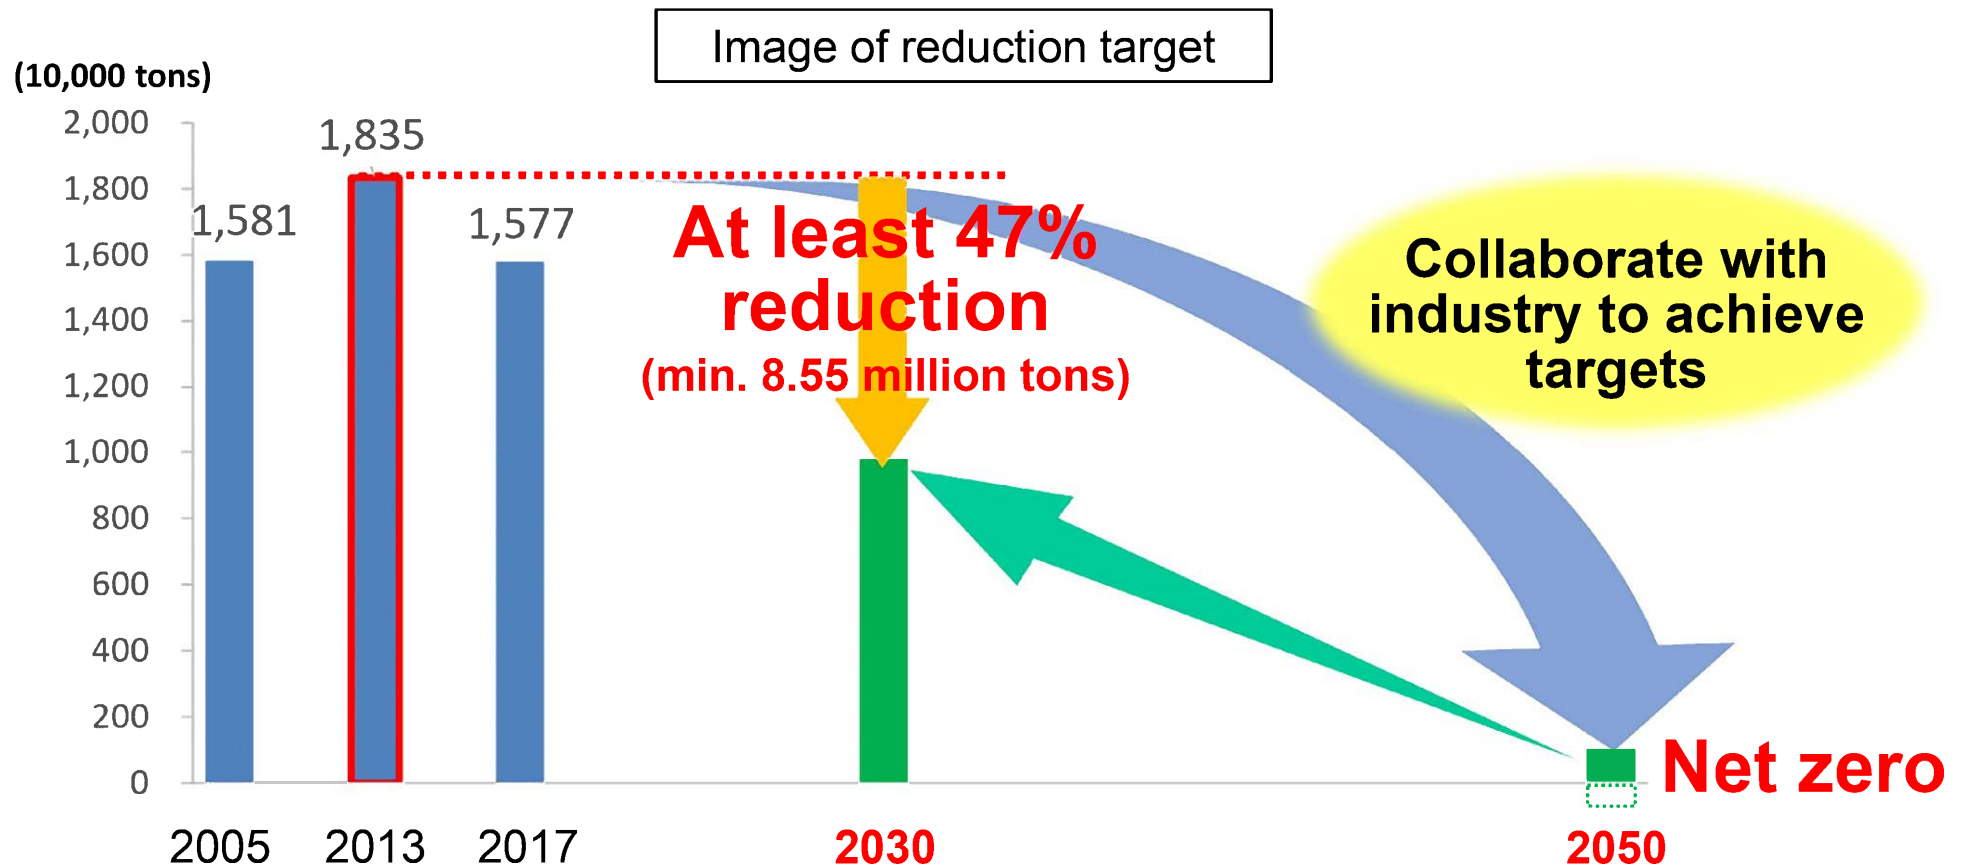 Image of reduction target
(10,000 tons)
2,000
1,800
1,600
1,400
1,200
1,000
800
600
400
200
0
1,581
1,835
1,577
At least 47%
reduction
(min. 8.55 million tons)
Collaborate with
industry to achieve
targets
Net zero
2005
2013
2017
2030
2050